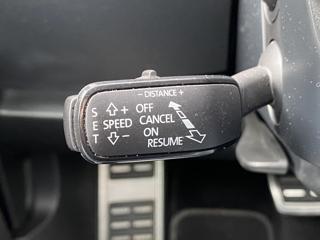 - DISTANCE +
S E T
+ OFF
SPEED CANCEL
ON
- RESUME